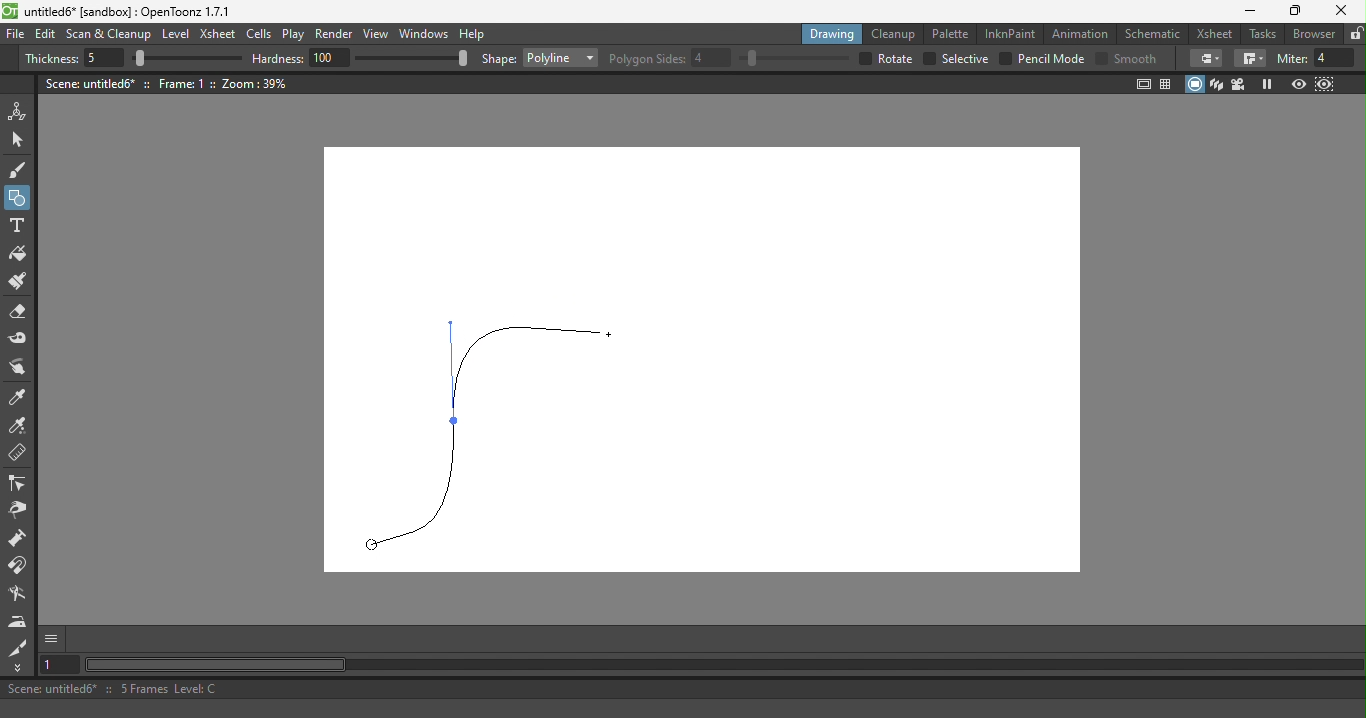 OT untitled6* [sandbox] : OpenToonz 1.7.1
File Edit Scan & Cleanup Level Xsheet Cells Play Render View Windows Help Drawing Cleanup Palette InknPaint Animation Schematic Xsheet Tasks Browser
Thickness: 5 Hardness: 100 Shape: Polyline Polygon Sides: 4 Rotate Selective Pencil Mode Smooth Miter: 4
Scene: untitled6* :: Frame: 1 :: Zoom : 39%
T
1
Scene: untitled6* :: 5 Frames Level: C